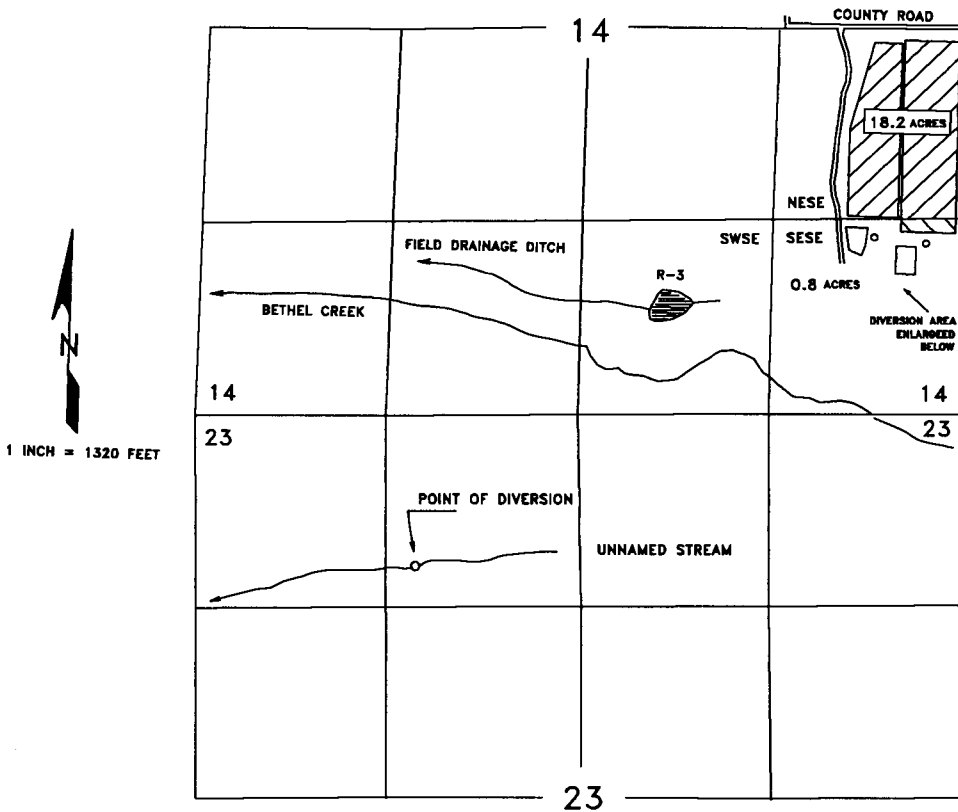 COUNTY ROAD
14
18.2 ACRES
NESE
FIELD DRAINAGE DITCH
SWSE
SESE
R-3
0.8 ACRES
BETHEL CREEK
DIVERSION AREA
ENLARGEED
BELOW
N
14
14
23
23
1 INCH = 1320 FEET
POINT OF DIVERSION
UNNAMED STREAM
23